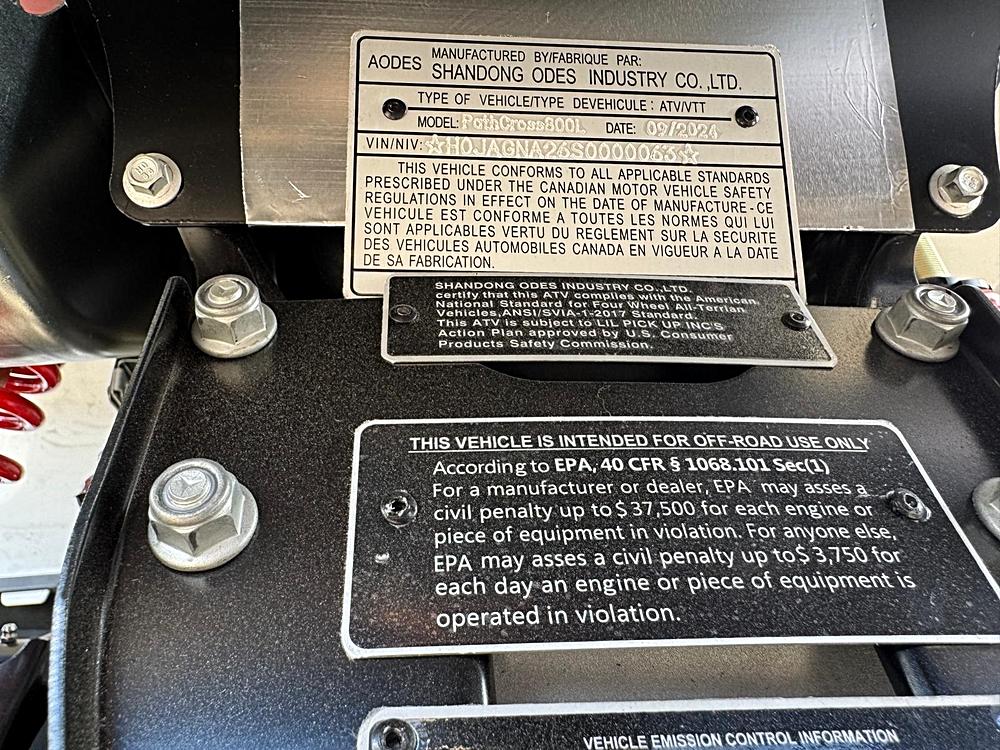 MANUFACTURED BY/FABRIQUE PAR:
AODES SHANDONG ODES INDUSTRY CO.,LTD.
TYPE OF VEHICLE/TYPE DEVEHICULE : ATV/VTT
MODEL: PathCross800L DATE: 09/2024
VIN/NIV: ☆H0JAGNA26S0000063☆
THIS VEHICLE CONFORMS TO ALL APPLICABLE STANDARDS
PRESCRIBED UNDER THE CANADIAN MOTOR VEHICLE SAFETY
REGULATIONS IN EFFECT ON THE DATE OF MANUFACTURE-CE
VEHICULE EST CONFORME A TOUTES LES NORMES QUI LUI
SONT APPLICABLES VERTU DU REGLEMENT SUR LA SECURITE
DES VEHICULES AUTOMOBILES CANADA EN VIGUEUR A LA DATE
DE SA FABRICATION.
SHANDONG ODES INDUSTRY CO.,LTD.
certify that this ATV complies with the American
National Standard for Four Wheel All-Terrian
Vehicles,ANSI/SVIA-1-2017 Standard.
This ATV is subject to LIL PICK UP INC'S
Action Plan approved by U.S. Consumer
Products Safety Commission.
THIS VEHICLE IS INTENDED FOR OFF-ROAD USE ONLY
According to EPA, 40 CFR § 1068.101 Sec(1)
For a manufacturer or dealer, EPA may asses a
civil penalty up to $ 37,500 for each engine or
piece of equipment in violation. For anyone else,
EPA may asses a civil penalty up to$ 3,750 for
each day an engine or piece of equipment is
operated in violation.
VEHICLE EMISSION CONTROL INFORMATION